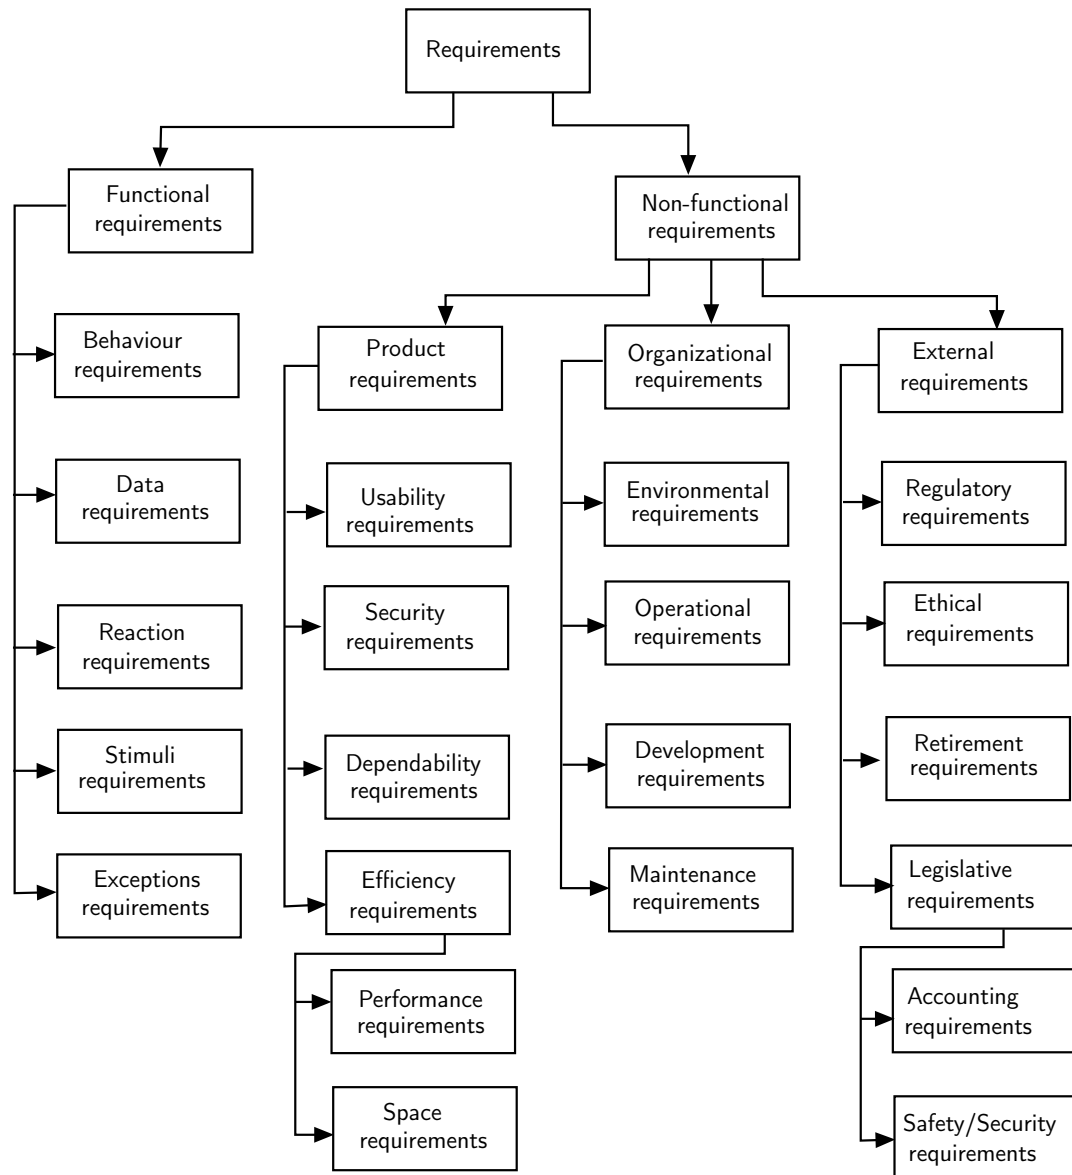 Requirements
Functional
requirements
Non-functional
requirements
Behaviour
requirements
Data
requirements
Reaction
requirements
Stimuli
requirements
Exceptions
requirements
Product
requirements
Usability
requirements
Security
requirements
Dependability
requirements
Efficiency
requirements
Performance
requirements
Space
requirements
Organizational
requirements
Environmental
requirements
Operational
requirements
Development
requirements
Maintenance
requirements
External
requirements
Regulatory
requirements
Ethical
requirements
Retirement
requirements
Legislative
requirements
Accounting
requirements
Safety/Security
requirements